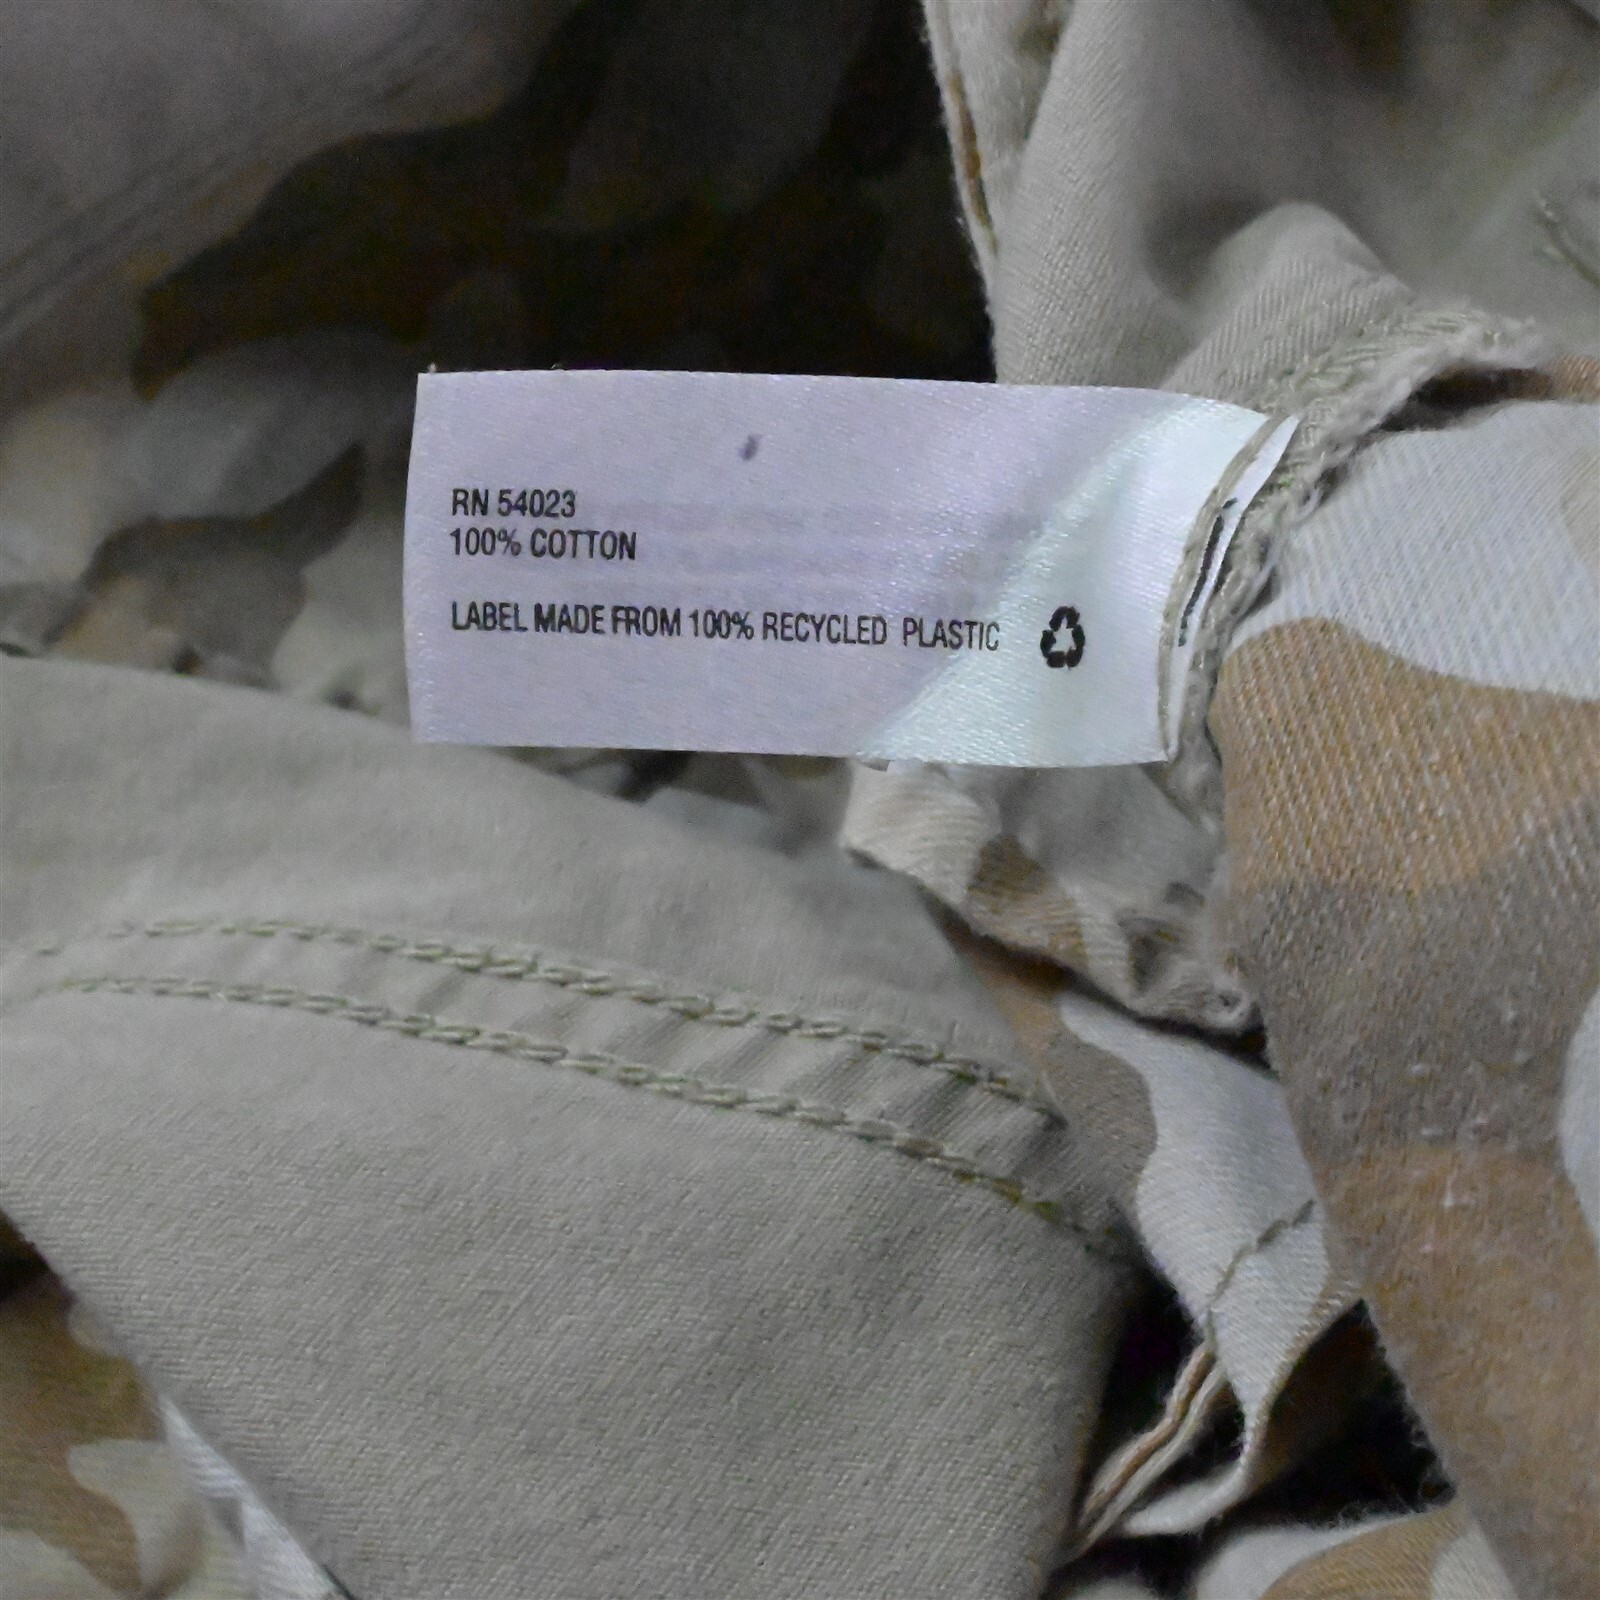 RN 54023
100% COTTON
LABEL MADE FROM 100% RECYCLED PLASTIC